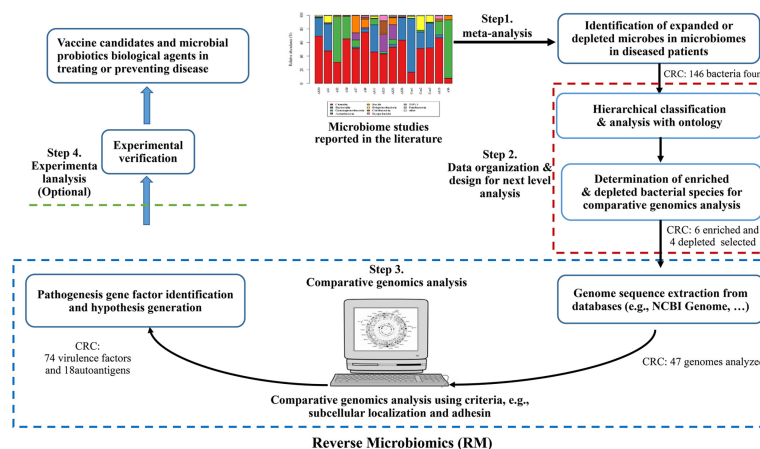 Vaccine candidates and microbial
probiotics biological agents in
treating or preventing disease
Step 4.
Experimenta
lanalysis
(Optional)
Experimental
verification
Microbiome studies
reported in the literature
Step1.
meta-analysis
Identification of expanded or
depleted microbes in microbiomes
in diseased patients
CRC: 146 bacteria foun
Hierarchical classification
& analysis with ontology
Step 2.
Data organization &
design for next level
analysis
Determination of enriched
& depleted bacterial species for
comparative genomics analysis
CRC: 6 enriched and
4 depleted selected
Step 3.
Comparative genomics analysis
Pathogenesis gene factor identification
and hypothesis generation
Genome sequence extraction from
databases (e.g., NCBI Genome, …)
CRC:
74 virulence factors
and 18autoantigens
CRC: 47 genomes analyze
Comparative genomics analysis using criteria, e.g.,
subcellular localization and adhesin
Reverse Microbiomics (RM)